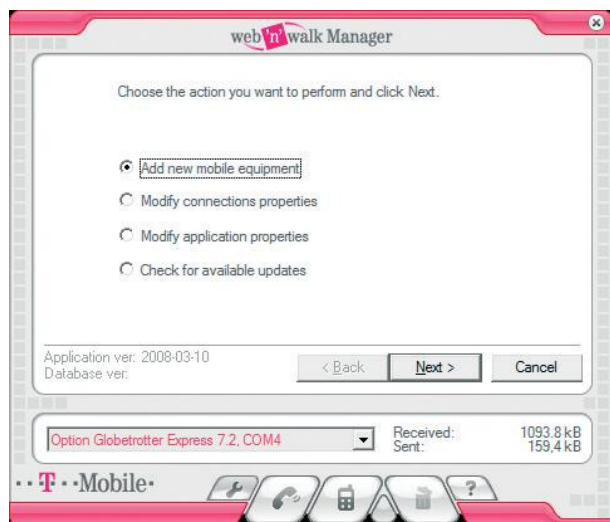 web'n'walk Manager
Choose the action you want to perform and click Next.
Add new mobile equipment
Modify connections properties
Modify application properties
Check for available updates
Application ver: 2008-03-10
Database ver:
< Back Next > Cancel
Option Globetrotter Express 7.2, COM4
Received: 1093.8 kB
Sent: 159,4 kB
··T··Mobile·
?